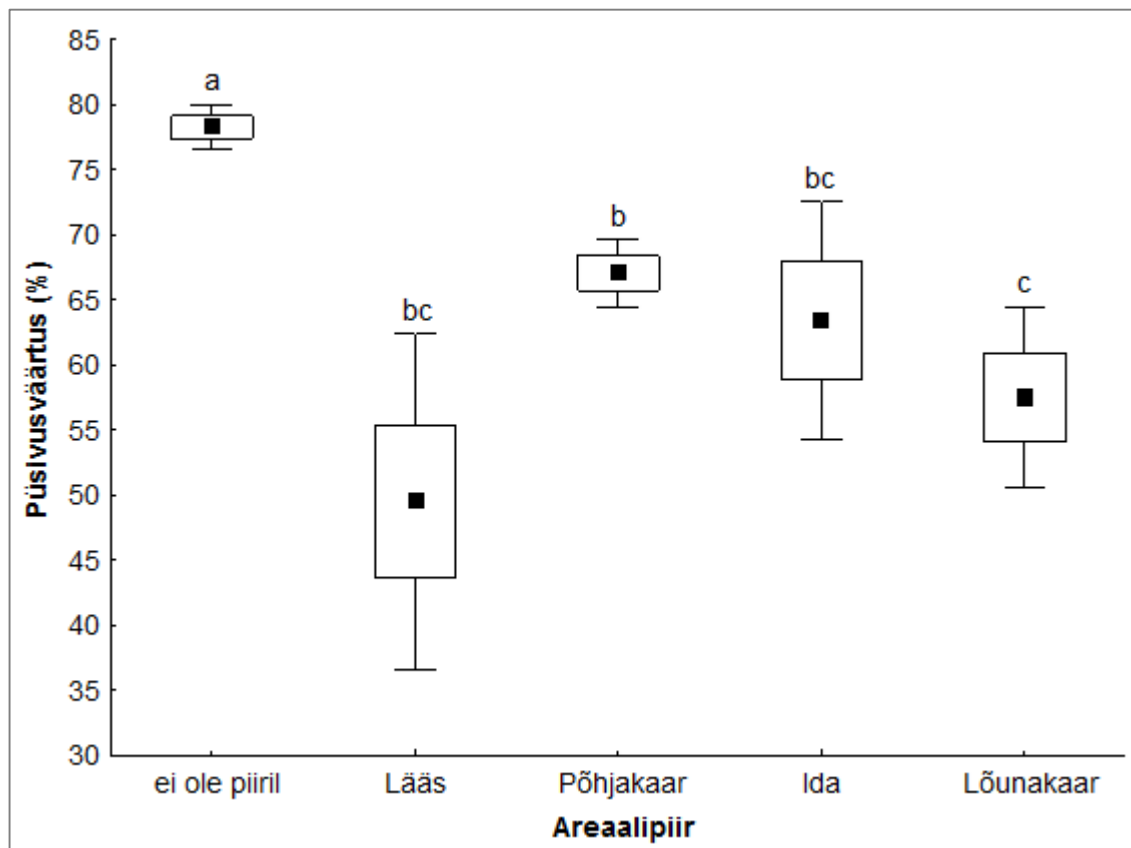 85
80
75
70
65
60
55
50
45
40
35
30
Püsivusväärtus (%)
a
bc
b
bc
c
ei ole piiril Lääs Põhjakaar Ida Lõunakaar
Areaalipiir